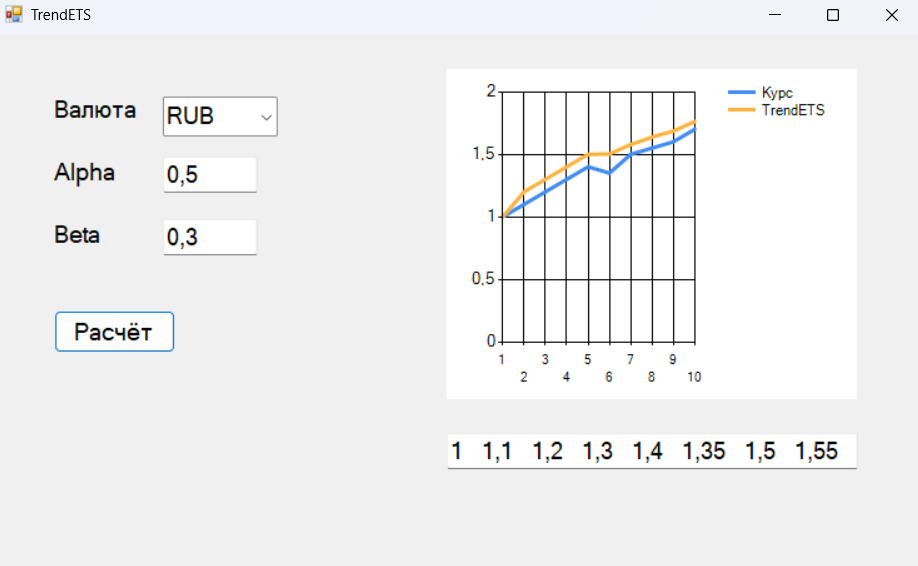 TrendETS
Валюта RUB
Alpha 0,5
Beta 0,3
Расчёт
Курс
TrendETS
2
1,5
1
0,5
0
1 3 5 7 9
2 4 6 8 10
1 1,1 1,2 1,3 1,4 1,35 1,5 1,55